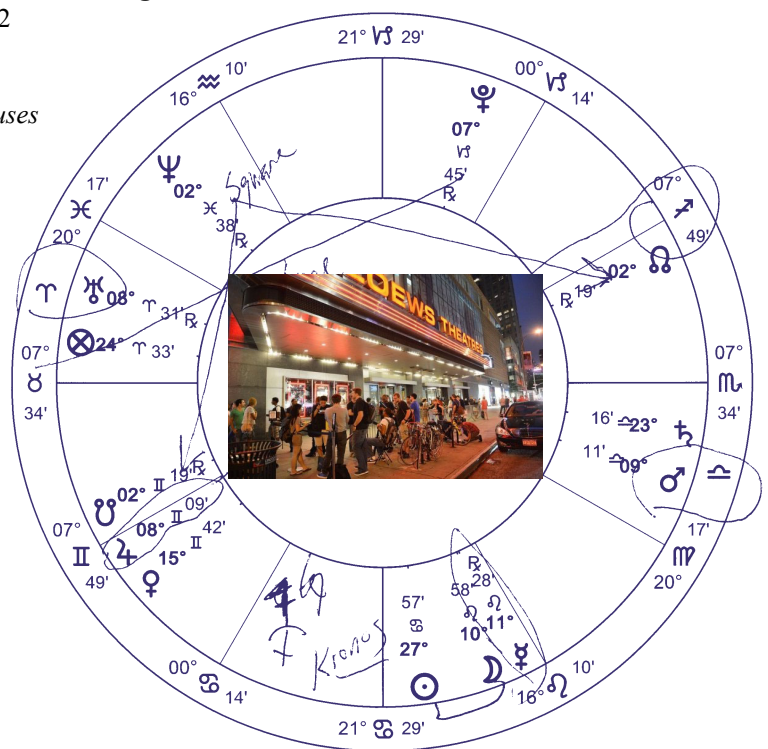 2
uses
21° ♑ 29'
00° ♑ 14'
16° ♒ 10'
♇
07°
♑
45'
℞
♆
02°
♓
38'
℞
Square
17'
♓
20°
07°
♐
49'
☊
02°
19'
℞
♈
♅ 08° ♈ 31' ℞
⊗ 24° ♈ 33'
07°
♉
34'
07°
♏
34'
LOEWS THEATRES
16' ♎ 23° ♄
11' ♎ 09° ♂
♎
17'
♍
20°
☋ 02° ♊ 19' ℞
♃ 08° ♊ 09'
♀ 15° ♊ 42'
07°
♊
49'
Kronos
57'
♋
27°
☉
℞
58' 28'
♌ ♌
10° 11°
☽ ☿
00° ♋ 14'
16° ♌ 10'
21° ♋ 29'